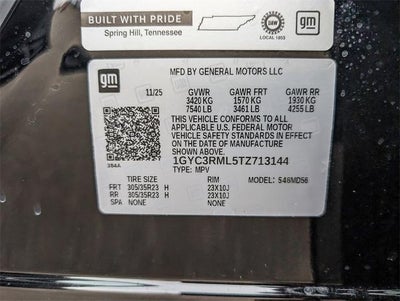 BUILT WITH PRIDE
Spring Hill, Tennessee
UAW
LOCAL 1853
gm
gm
MFD BY GENERAL MOTORS LLC
11/25 GVWR GAWR FRT GAWR RR
3420 KG 1570 KG 1930 KG
7540 LB 3461 LB 4255 LB
THIS VEHICLE CONFORMS TO ALL
APPLICABLE U.S. FEDERAL MOTOR
VEHICLE SAFETY STANDARDS IN EFFECT
ON THE DATE OF MANUFACTURE
SHOWN ABOVE.
1GYC3RML5TZ713144
TYPE: MPV
384A
TIRE SIZE RIM MODEL: 548MD56
FRT 305/35R23 H 23X10J
RR 305/35R23 H 23X10J
SPA NONE NONE